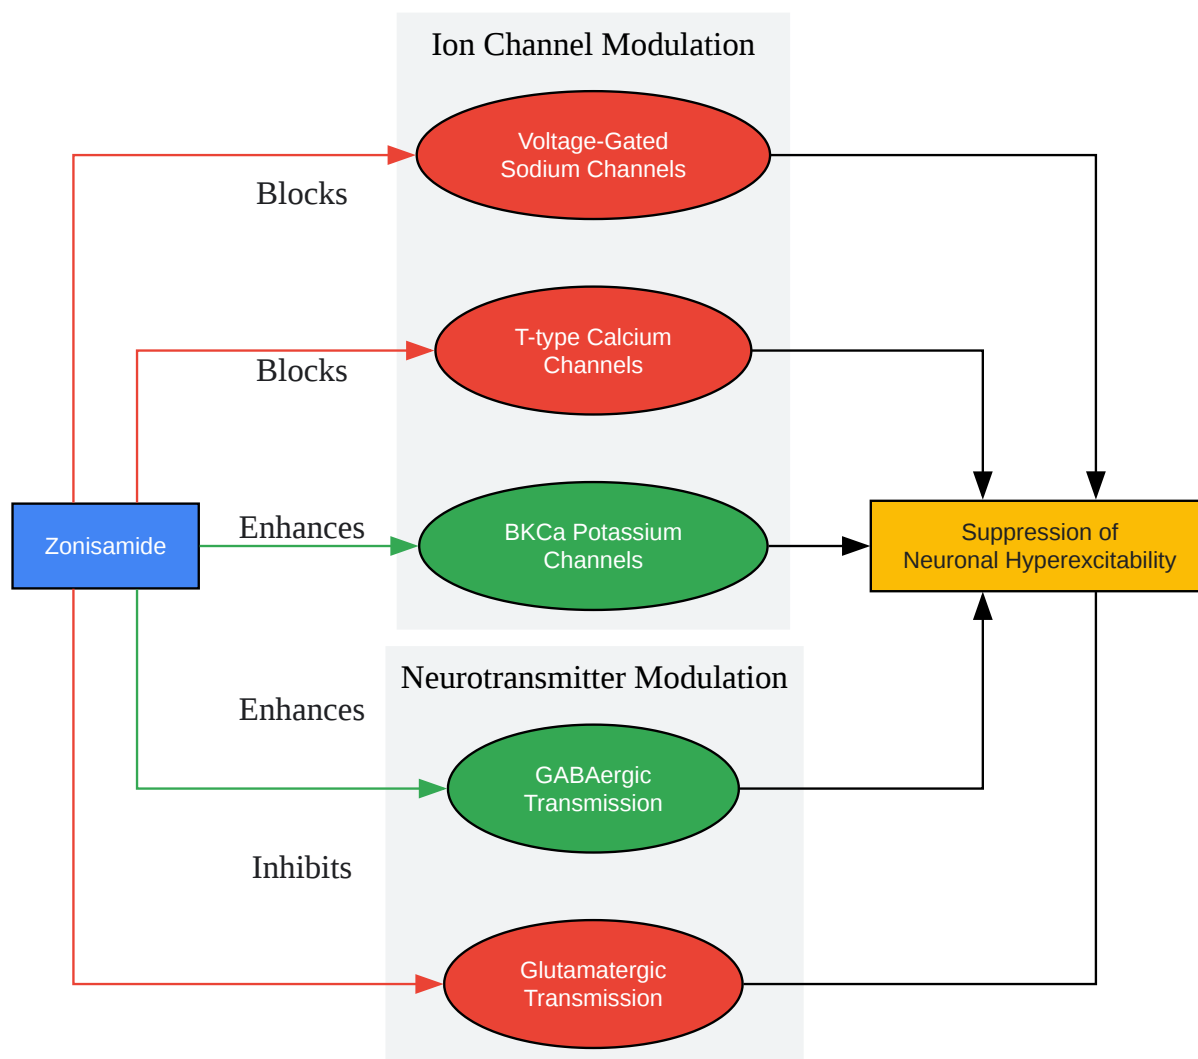 Ion Channel Modulation
Voltage-Gated
Sodium Channels
Blocks
T-type Calcium
Channels
Blocks
Zonisamide
Enhances
BKCa Potassium
Channels
Suppression of
Neuronal Hyperexcitability
Neurotransmitter Modulation
Enhances
GABAergic
Transmission
Inhibits
Glutamatergic
Transmission